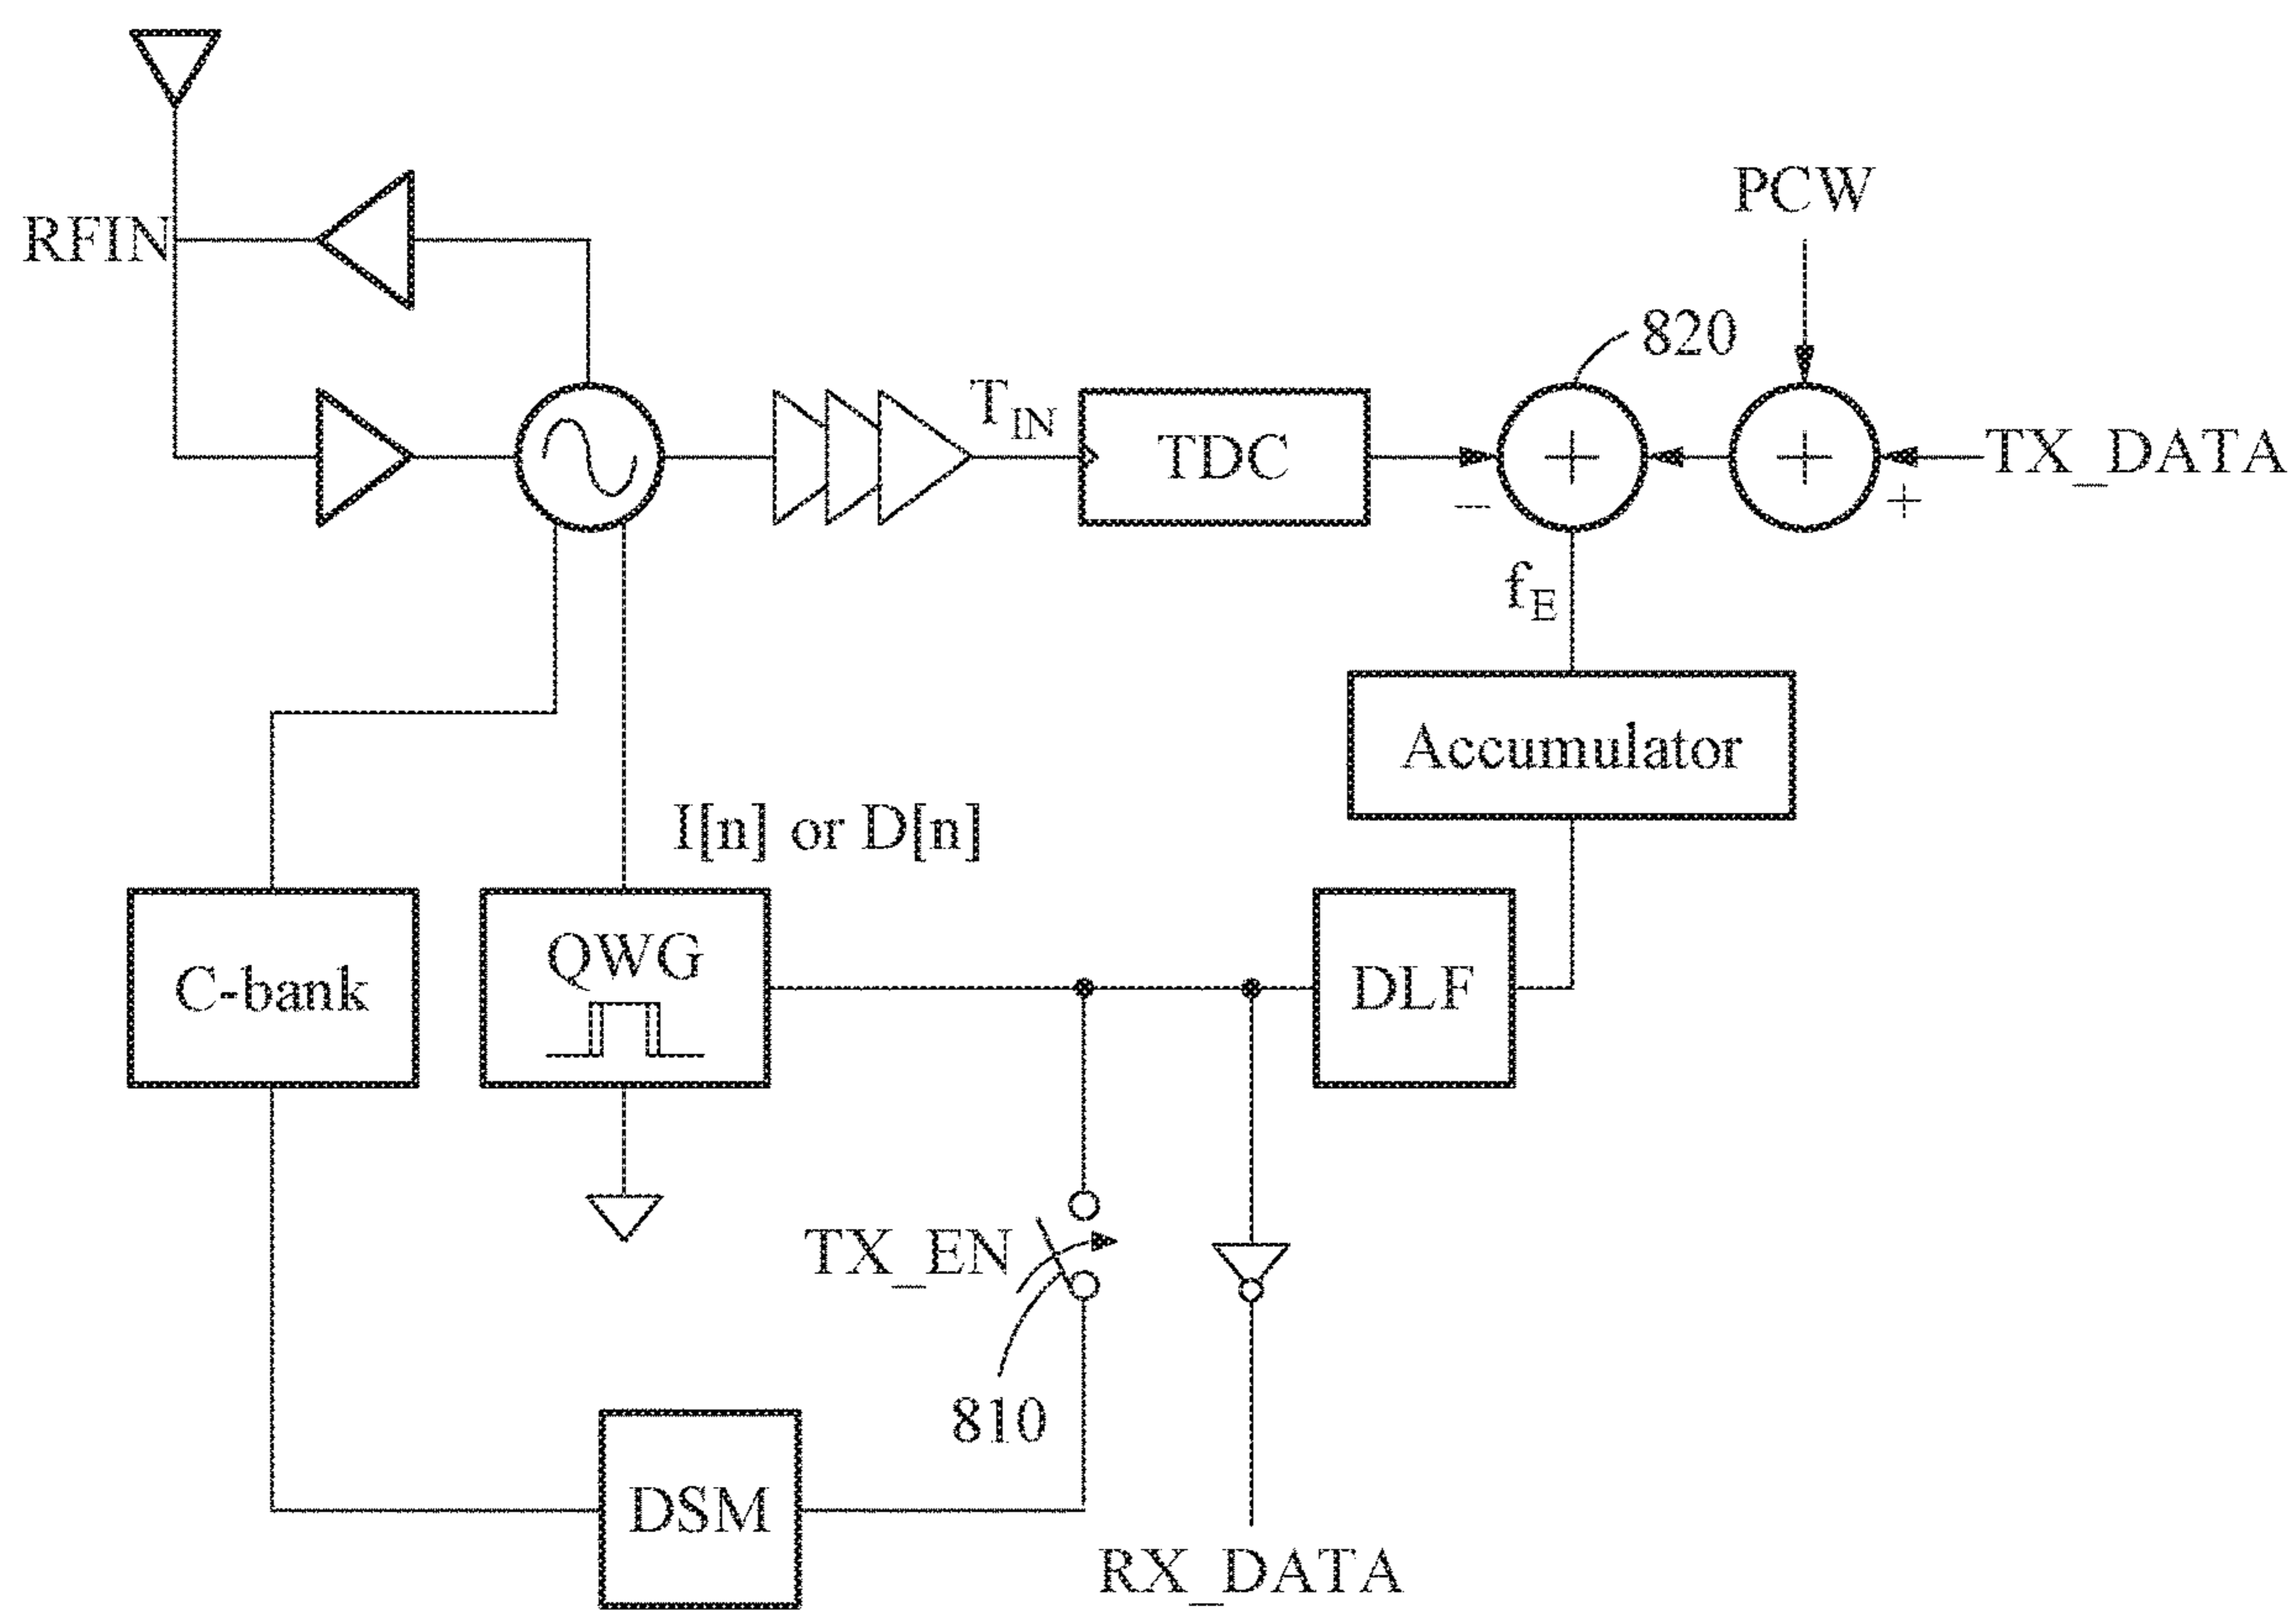 PCW
RFIN
820
T_IN
TDC
TX_DATA
+
+
−
+
f_E
Accumulator
I[n] or D[n]
C-bank
QWG
DLF
TX_EN
810
DSM
RX_DATA